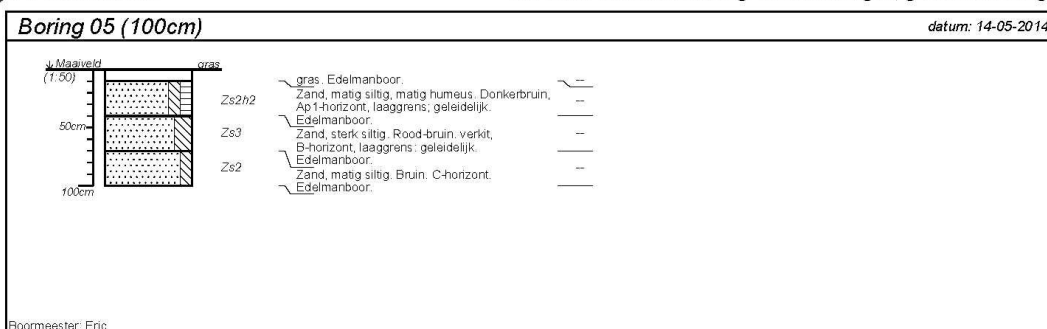 Boring 05 (100cm)
datum: 14-05-2014
Maaiveld
gras
(1:50)
gras. Edelmanboor.
--
Zs2h2
Zand, matig siltig, matig humeus. Donkerbruin,
Ap1-horizont, laaggrens; geleidelijk.
--
Edelmanboor.
50cm
Zs3
Zand, sterk siltig. Rood-bruin. verkit,
B-horizont, laaggrens: geleidelijk.
--
Edelmanboor.
Zs2
Zand, matig siltig. Bruin. C-horizont.
--
Edelmanboor.
100cm
Boormeester: Eric